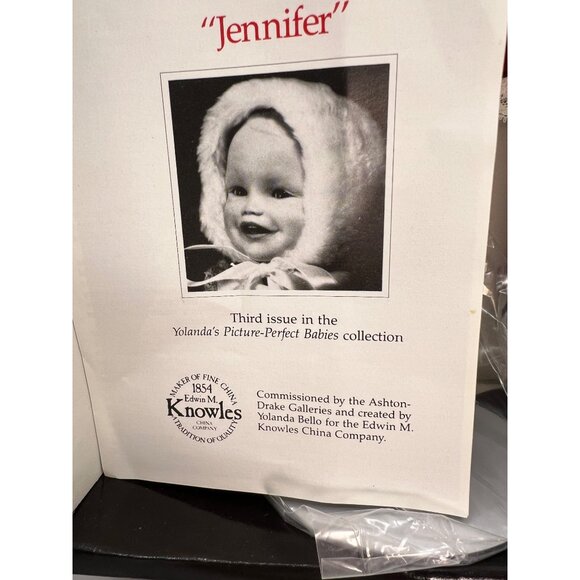 "Jennifer"
Third issue in the
Yolanda's Picture-Perfect Babies collection
MAKER OF FINE CHINA
1854
Edwin M.
Knowles
CHINA
COMPANY
TRADITION OF QUALITY
Commissioned by the Ashton-
Drake Galleries and created by
Yolanda Bello for the Edwin M.
Knowles China Company.